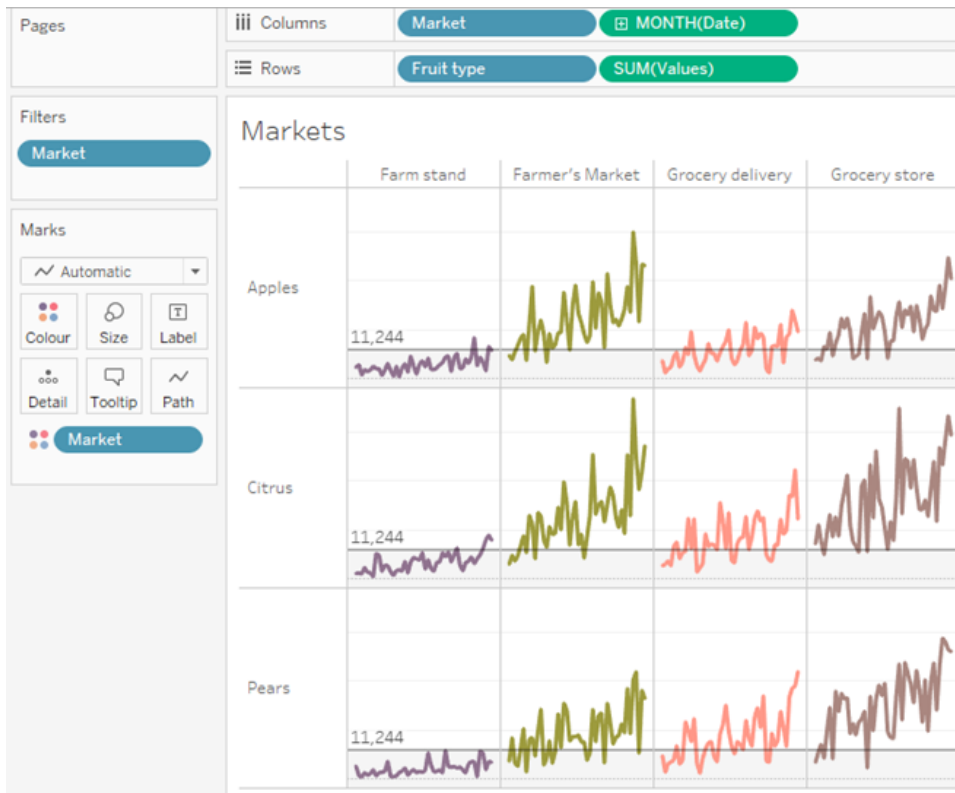 Pages
Columns
Market
MONTH(Date)
Rows
Fruit type
SUM(Values)
Filters
Market
Marks
Automatic
Colour
Size
Label
Detail
Tooltip
Path
Market
Markets
Farm stand
Farmer's Market
Grocery delivery
Grocery store
Apples
11,244
Citrus
11,244
Pears
11,244